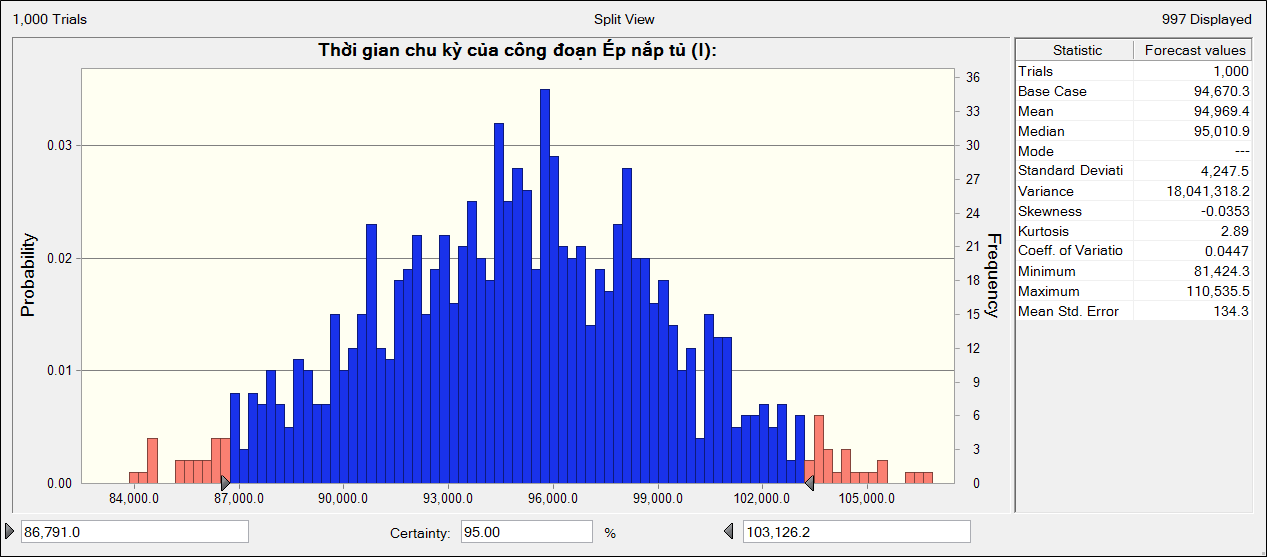 1,000 Trials Split View 997 Displayed
Thời gian chu kỳ của công đoạn Ép nắp tủ (I):
Probability
0.03
0.02
0.01
0.00
36
33
30
27
24
21
18
15
12
9
6
3
0
Frequency
84,000.0 87,000.0 90,000.0 93,000.0 96,000.0 99,000.0 102,000.0 105,000.0
Statistic Forecast values
Trials 1,000
Base Case 94,670.3
Mean 94,969.4
Median 95,010.9
Mode ---
Standard Deviati 4,247.5
Variance 18,041,318.2
Skewness -0.0353
Kurtosis 2.89
Coeff. of Variatio 0.0447
Minimum 81,424.3
Maximum 110,535.5
Mean Std. Error 134.3
86,791.0 Certainty: 95.00 % 103,126.2